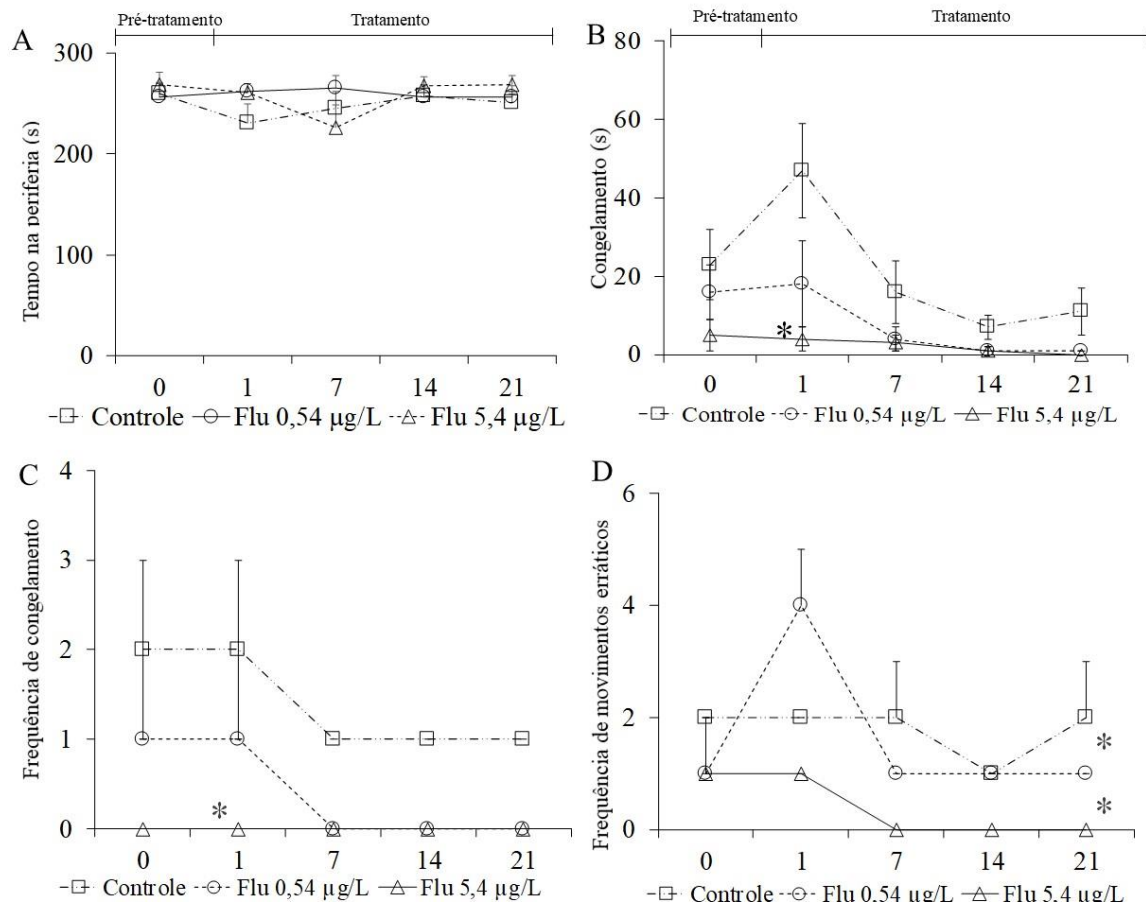 Pré-tratamento Tratamento
A
300
200
100
0
Tempo na periferia (s)
0 1 7 14 21
Controle Flu 0,54 µg/L Flu 5,4 µg/L
Pré-tratamento Tratamento
B
80
60
40
20
0
Congelamento (s)
*
0 1 7 14 21
Controle Flu 0,54 µg/L Flu 5,4 µg/L
C
4
3
2
1
0
Frequência de congelamento
*
0 1 7 14 21
Controle Flu 0,54 µg/L Flu 5,4 µg/L
D
6
4
2
0
Frequência de movimentos erráticos
*
*
0 1 7 14 21
Controle Flu 0,54 µg/L Flu 5,4 µg/L